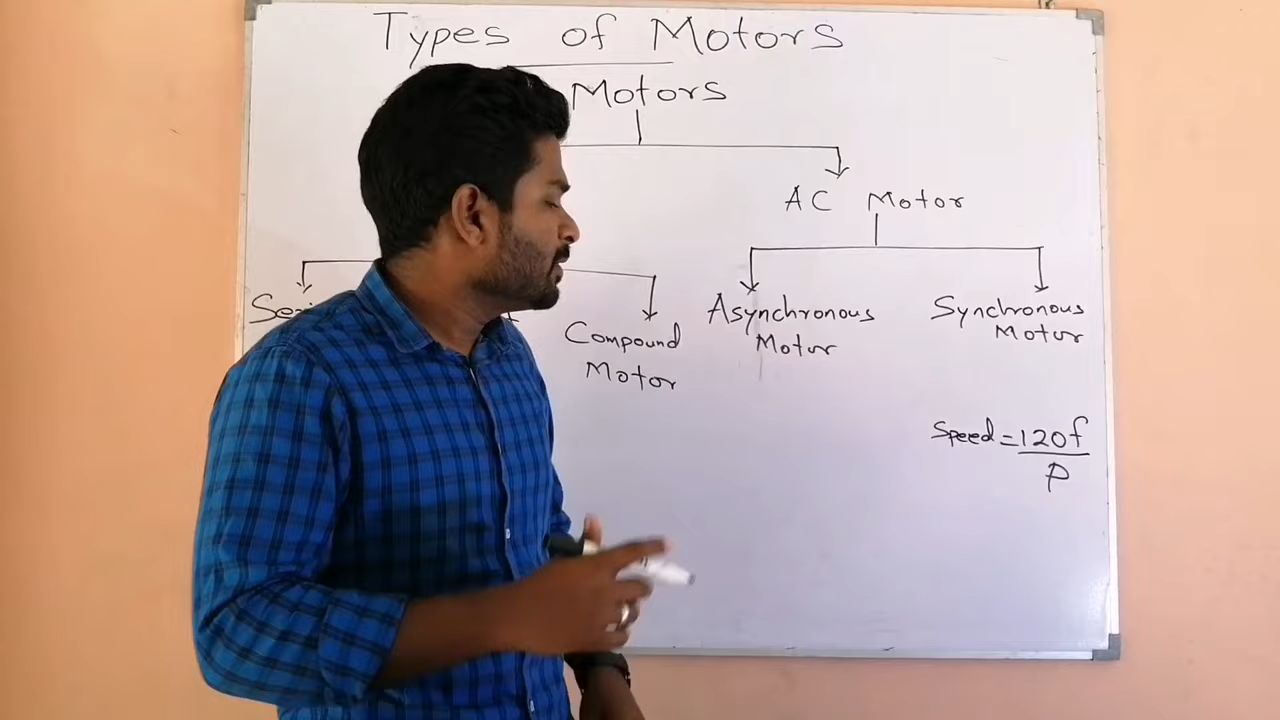 Types of Motors
Motors
AC Motor
Compound
Motor
Asynchronous
Motor
Synchronous
Motor
Speed = 120f
P